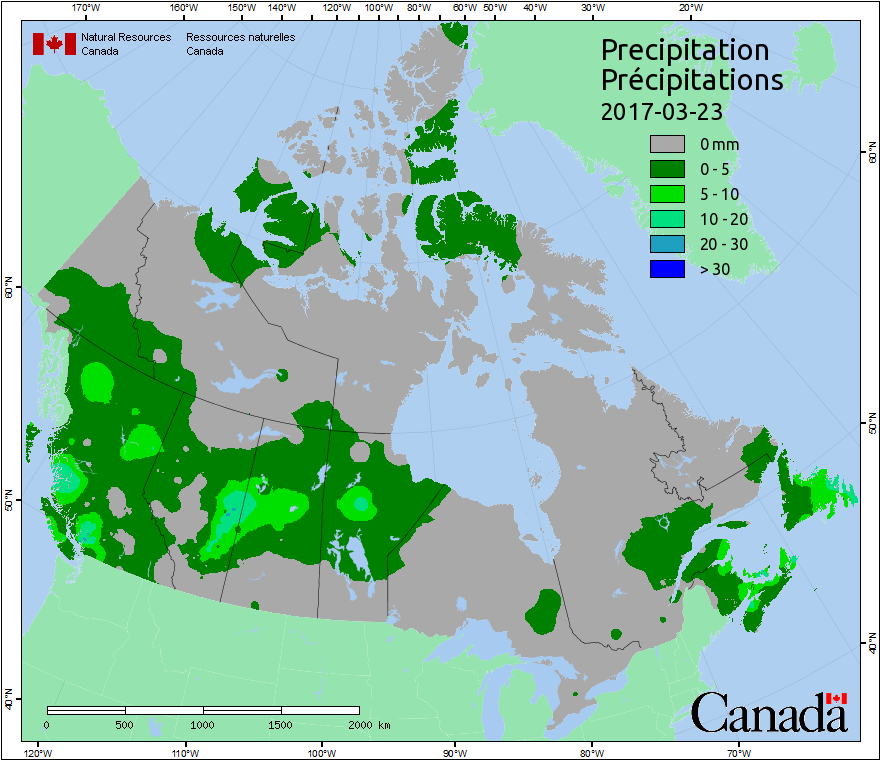 170°W 160°W 150°W 140°W 120°W 100°W 80°W 60°W 50°W 40°W 30°W 20°W
Natural Resources Ressources naturelles
Canada Canada
Precipitation
Précipitations
2017-03-23
0 mm
0 - 5
5 - 10
10 - 20
20 - 30
> 30
60°N
60°N
50°N
50°N
40°N
40°N
0 500 1000 1500 2000 km
Canada
120°W 110°W 100°W 90°W 80°W 70°W